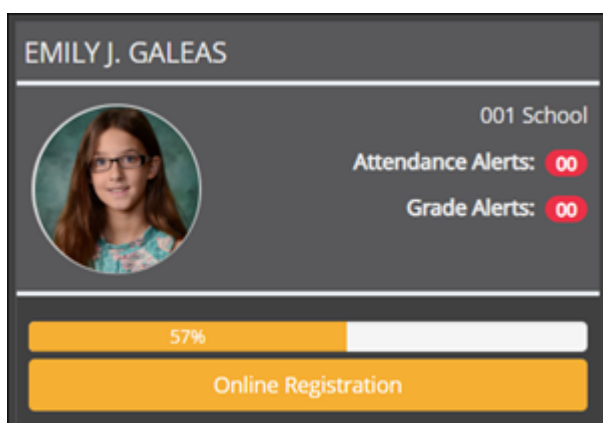 EMILY J. GALEAS
001 School
Attendance Alerts: 00
Grade Alerts: 00
57%
Online Registration